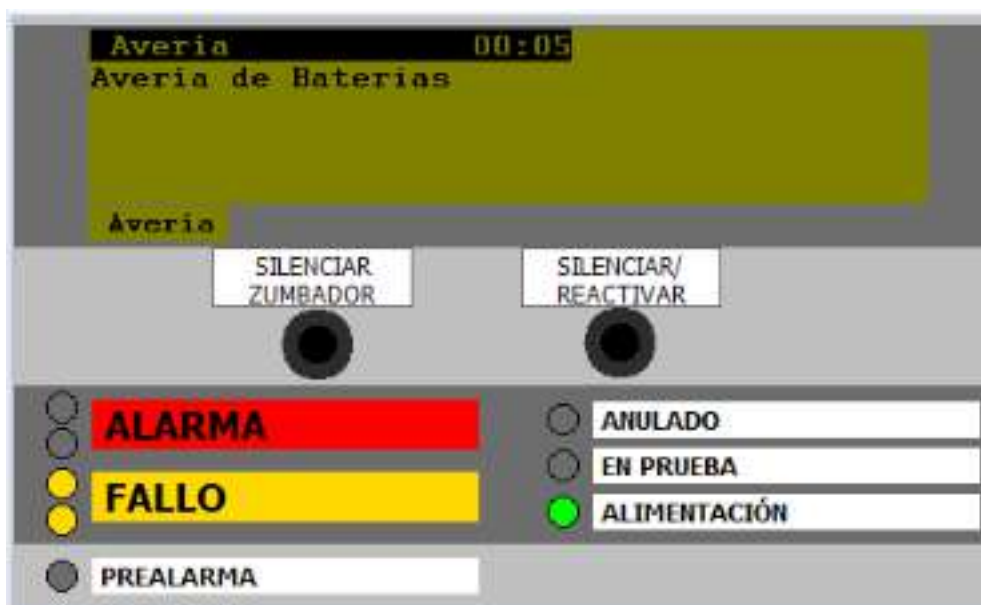 Averia 00:05
Averia de Baterias
Averia
SILENCIAR
ZUMBADOR
SILENCIAR/
REACTIVAR
ALARMA
FALLO
PREALARMA
ANULADO
EN PRUEBA
ALIMENTACIÓN